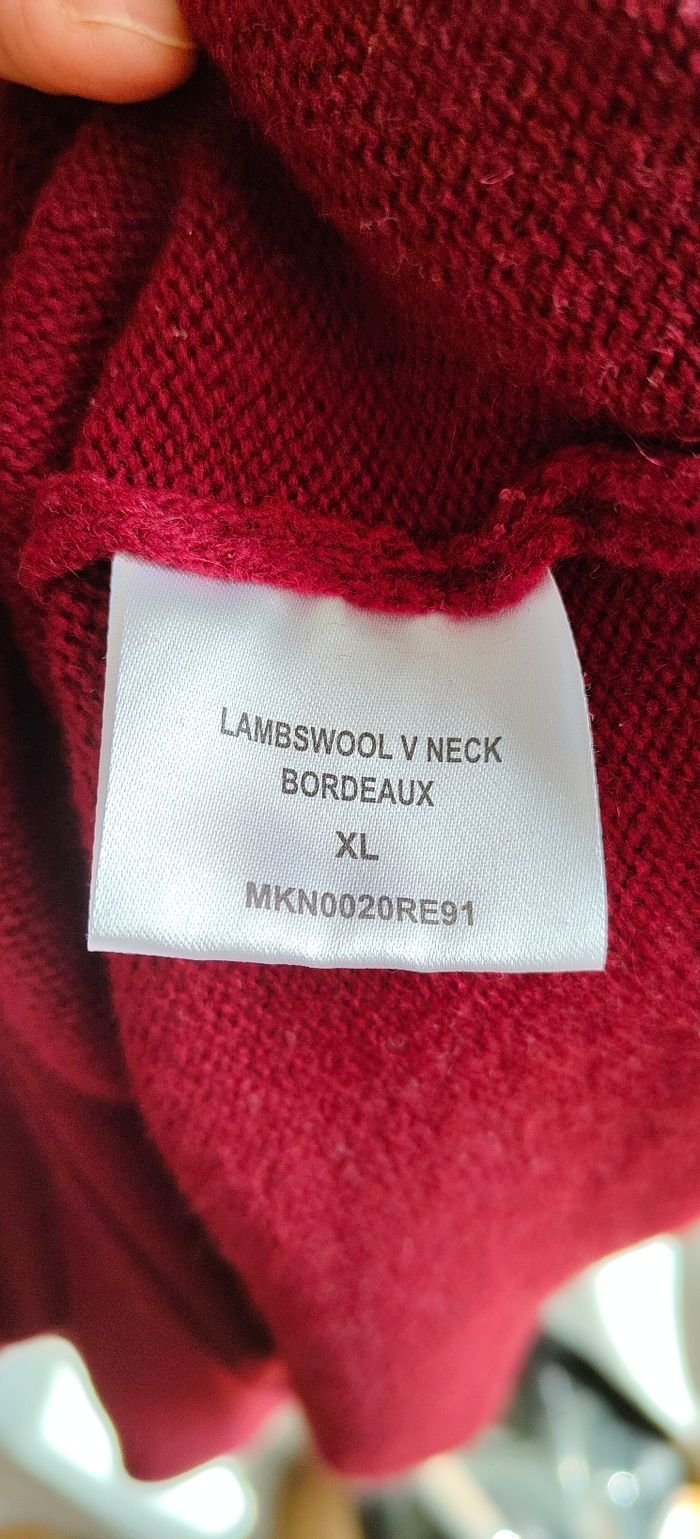 LAMBSWOOL V NECK
BORDEAUX
XL
MKN0020RE91